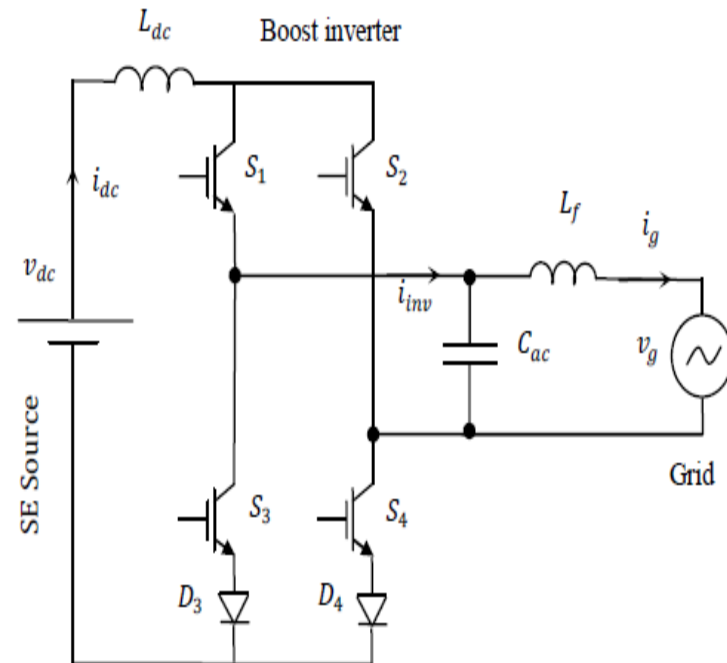 L_dc
Boost inverter
S_1
S_2
i_dc
L_f
i_g
v_dc
i_inv
C_ac
v_g
SE Source
Grid
S_3
S_4
D_3
D_4